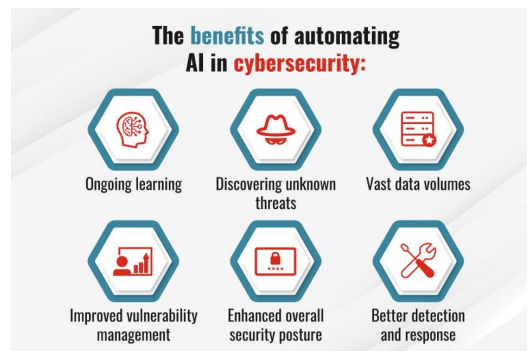 The benefits of automating
AI in cybersecurity:
Ongoing learning
Discovering unknown
threats
Vast data volumes
Improved vulnerability
management
Enhanced overall
security posture
Better detection
and response